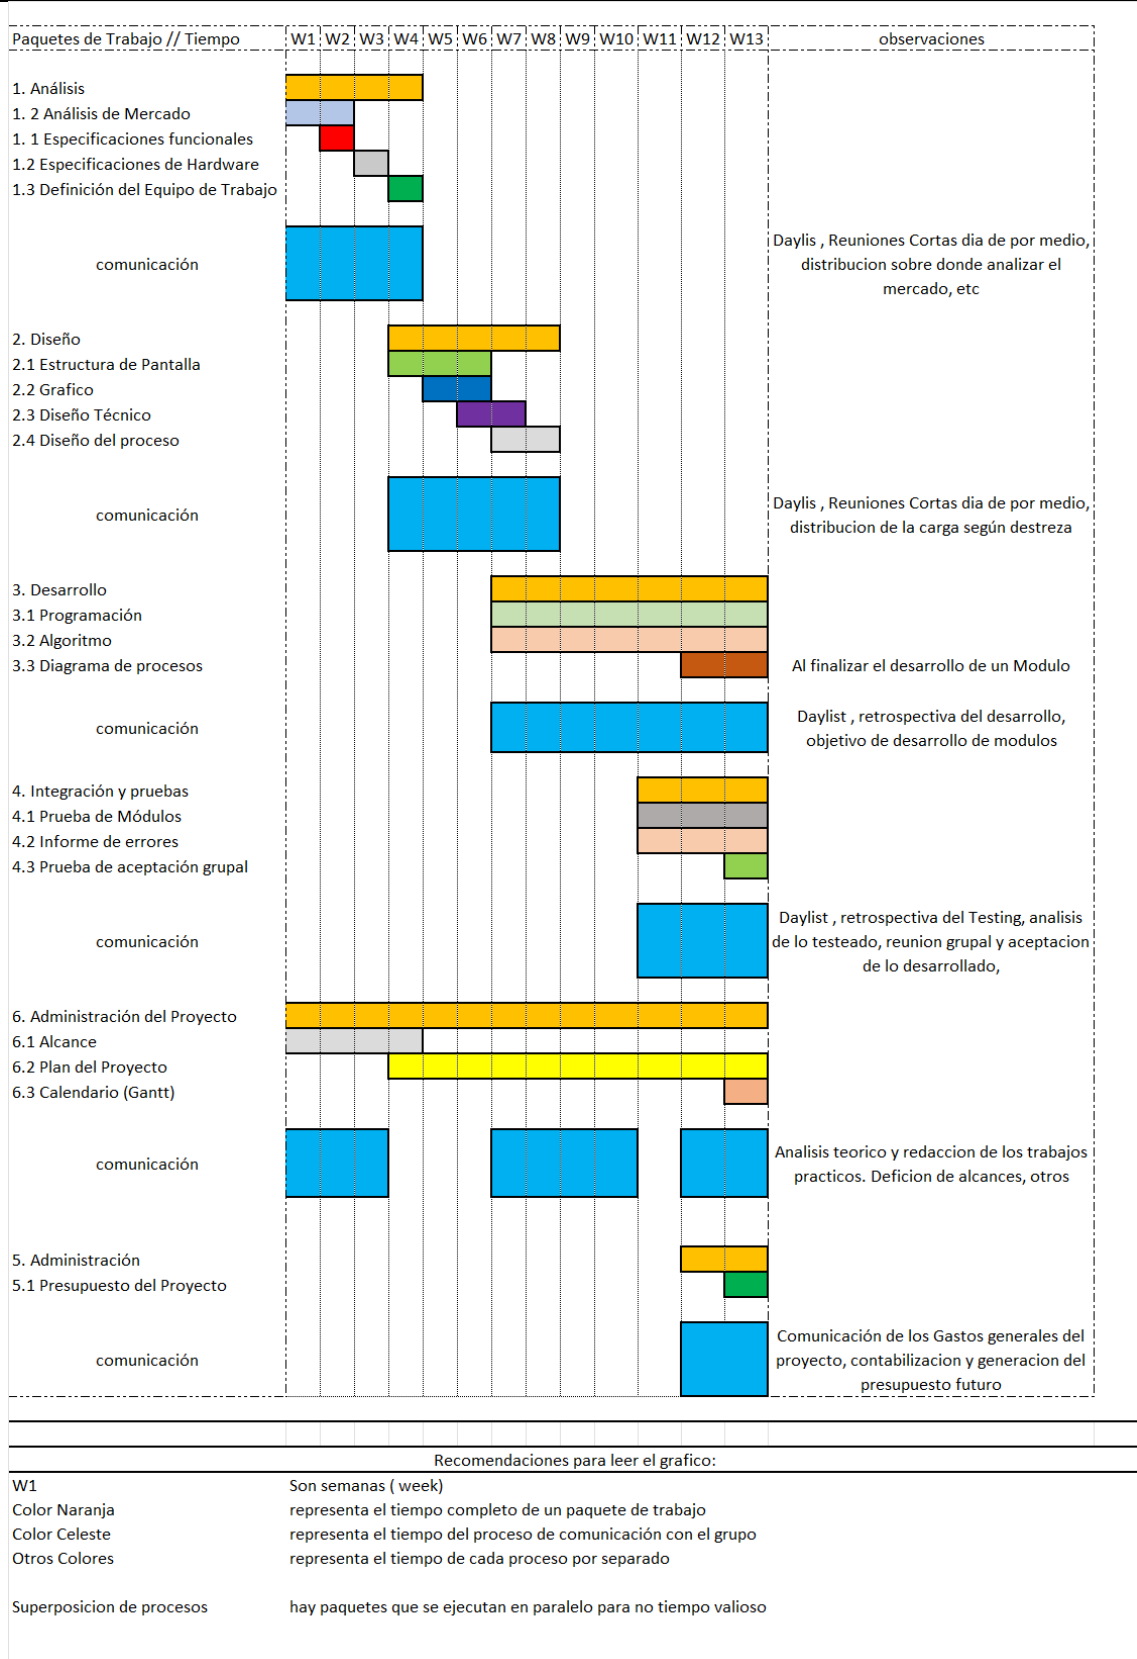 Paquetes de Trabajo // Tiempo W1 W2 W3 W4 W5 W6 W7 W8 W9 W10 W11 W12 W13 observaciones
1. Análisis
1. 2 Análisis de Mercado
1. 1 Especificaciones funcionales
1.2 Especificaciones de Hardware
1.3 Definición del Equipo de Trabajo
comunicación
Daylis , Reuniones Cortas dia de por medio,
distribucion sobre donde analizar el
mercado, etc
2. Diseño
2.1 Estructura de Pantalla
2.2 Grafico
2.3 Diseño Técnico
2.4 Diseño del proceso
comunicación
Daylis , Reuniones Cortas dia de por medio,
distribucion de la carga según destreza
3. Desarrollo
3.1 Programación
3.2 Algoritmo
3.3 Diagrama de procesos Al finalizar el desarrollo de un Modulo
comunicación
Daylist , retrospectiva del desarrollo,
objetivo de desarrollo de modulos
4. Integración y pruebas
4.1 Prueba de Módulos
4.2 Informe de errores
4.3 Prueba de aceptación grupal
comunicación
Daylist , retrospectiva del Testing, analisis
de lo testeado, reunion grupal y aceptacion
de lo desarrollado,
6. Administración del Proyecto
6.1 Alcance
6.2 Plan del Proyecto
6.3 Calendario (Gantt)
comunicación
Analisis teorico y redaccion de los trabajos
practicos. Deficion de alcances, otros
5. Administración
5.1 Presupuesto del Proyecto
comunicación
Comunicación de los Gastos generales del
proyecto, contabilizacion y generacion del
presupuesto futuro
Recomendaciones para leer el grafico:
W1 Son semanas ( week)
Color Naranja representa el tiempo completo de un paquete de trabajo
Color Celeste representa el tiempo del proceso de comunicación con el grupo
Otros Colores representa el tiempo de cada proceso por separado
Superposicion de procesos hay paquetes que se ejecutan en paralelo para no tiempo valioso